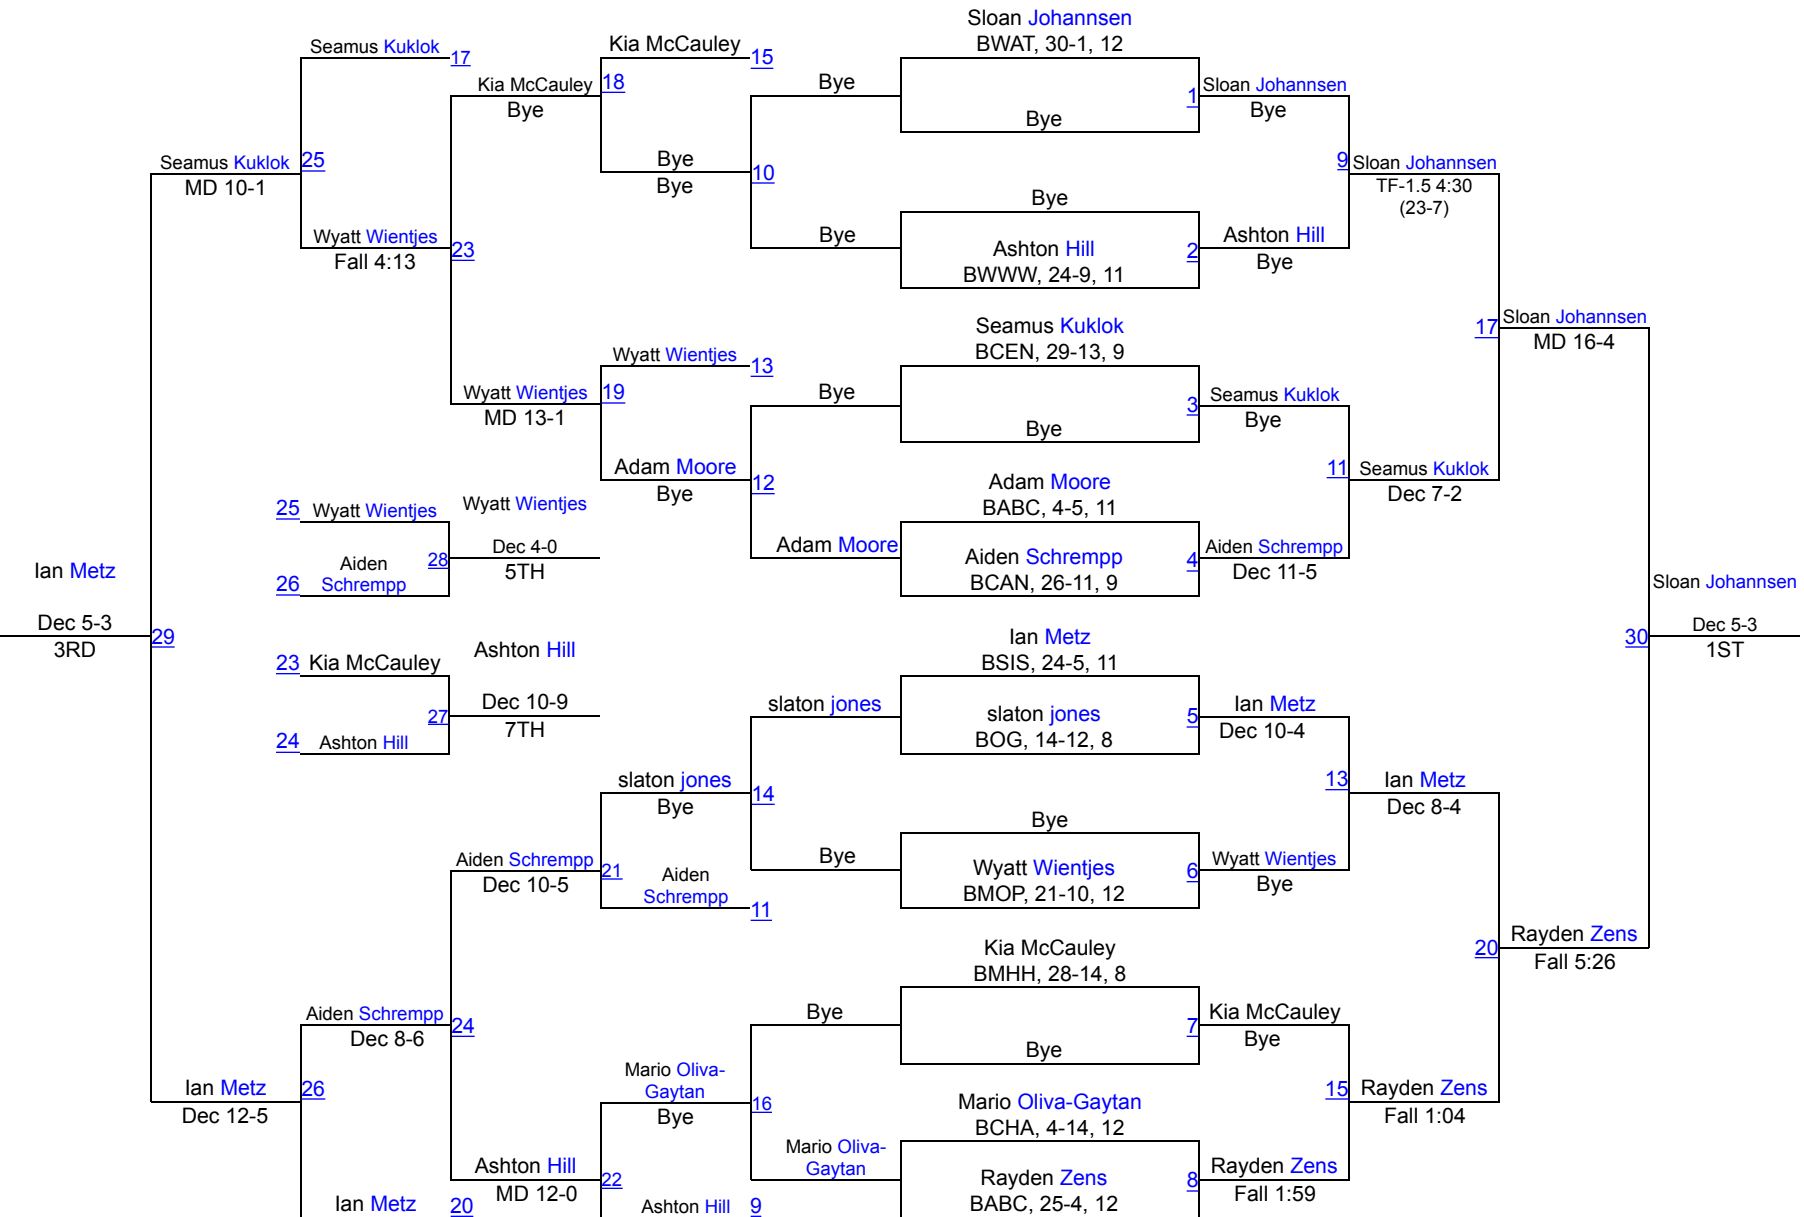 Sloan Johannsen
BWAT, 30-1, 12
Seamus Kuklok
17
Kia McCauley
15
Kia McCauley
18
Bye
Bye
1
Sloan Johannsen
Bye
Bye
Bye
Seamus Kuklok
25
MD 10-1
Bye
10
Bye
9
Sloan Johannsen
TF-1.5 4:30
(23-7)
Bye
Wyatt Wientjes
23
Fall 4:13
Bye
Ashton Hill
BWWW, 24-9, 11
2
Ashton Hill
Bye
Seamus Kuklok
BCEN, 29-13, 9
17
Sloan Johannsen
MD 16-4
Wyatt Wientjes
13
Wyatt Wientjes
19
MD 13-1
Bye
3
Seamus Kuklok
Bye
Bye
Adam Moore
12
Bye
11
Seamus Kuklok
Dec 7-2
Adam Moore
BABC, 4-5, 11
25
Wyatt Wientjes
Wyatt Wientjes
Adam Moore
Aiden Schrempp
BCAN, 26-11, 9
4
Aiden Schrempp
Dec 11-5
Aiden
Schrempp
26
28
Dec 4-0
5TH
Ian Metz
Dec 5-3
3RD
29
Sloan Johannsen
30
Dec 5-3
1ST
Ian Metz
BSIS, 24-5, 11
23
Kia McCauley
Ashton Hill
27
Dec 10-9
7TH
24
Ashton Hill
slaton jones
slaton jones
BOG, 14-12, 8
5
Ian Metz
Dec 10-4
slaton jones
14
Bye
13
Ian Metz
Dec 8-4
Bye
Bye
Wyatt Wientjes
BMOP, 21-10, 12
6
Wyatt Wientjes
Bye
Aiden Schrempp
21
Dec 10-5
Aiden
Schrempp
11
Kia McCauley
BMHH, 28-14, 8
20
Rayden Zens
Fall 5:26
Aiden Schrempp
24
Dec 8-6
Bye
7
Kia McCauley
Bye
Bye
Mario Oliva-
Gaytan
16
Bye
Ian Metz
26
Dec 12-5
Mario Oliva-Gaytan
BCHA, 4-14, 12
15
Rayden Zens
Fall 1:04
Mario Oliva-
Gaytan
Ashton Hill
22
MD 12-0
Rayden Zens
BABC, 25-4, 12
8
Rayden Zens
Fall 1:59
Ian Metz
20
Ashton Hill
9